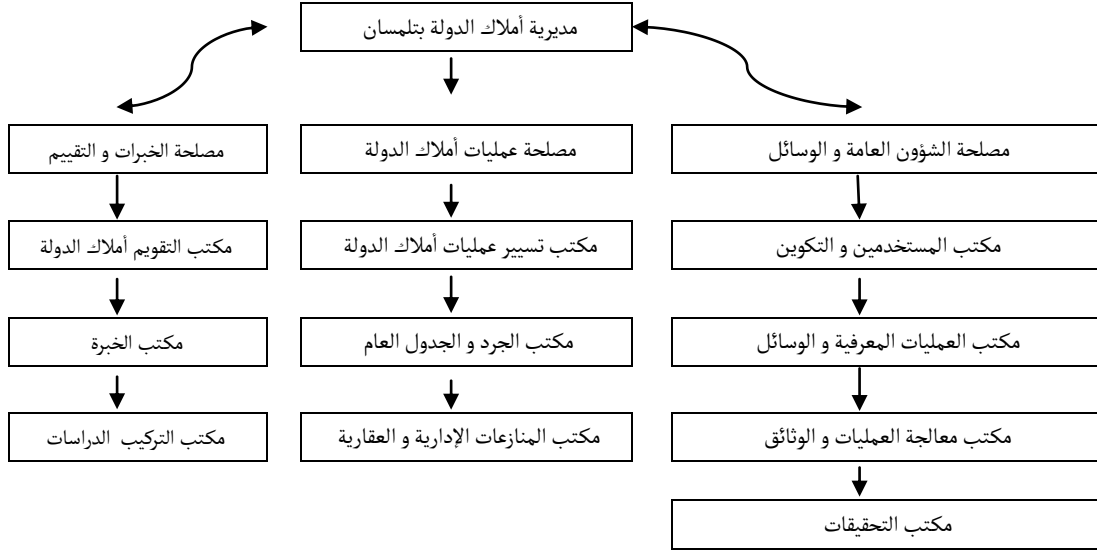 مديرية أملاك الدولة بتلمسان
مصلحة الشؤون العامة و الوسائل
مصلحة عمليات أملاك الدولة
مصلحة الخبرات و التقييم
مكتب المستخدمين و التكوين
مكتب تسيير عمليات أملاك الدولة
مكتب التقويم أملاك الدولة
مكتب العمليات المعرفية و الوسائل
مكتب الجرد و الجدول العام
مكتب الخبرة
مكتب معالجة العمليات و الوثائق
مكتب المنازعات الإدارية و العقارية
مكتب التركيب الدراسات
مكتب التحقيقات